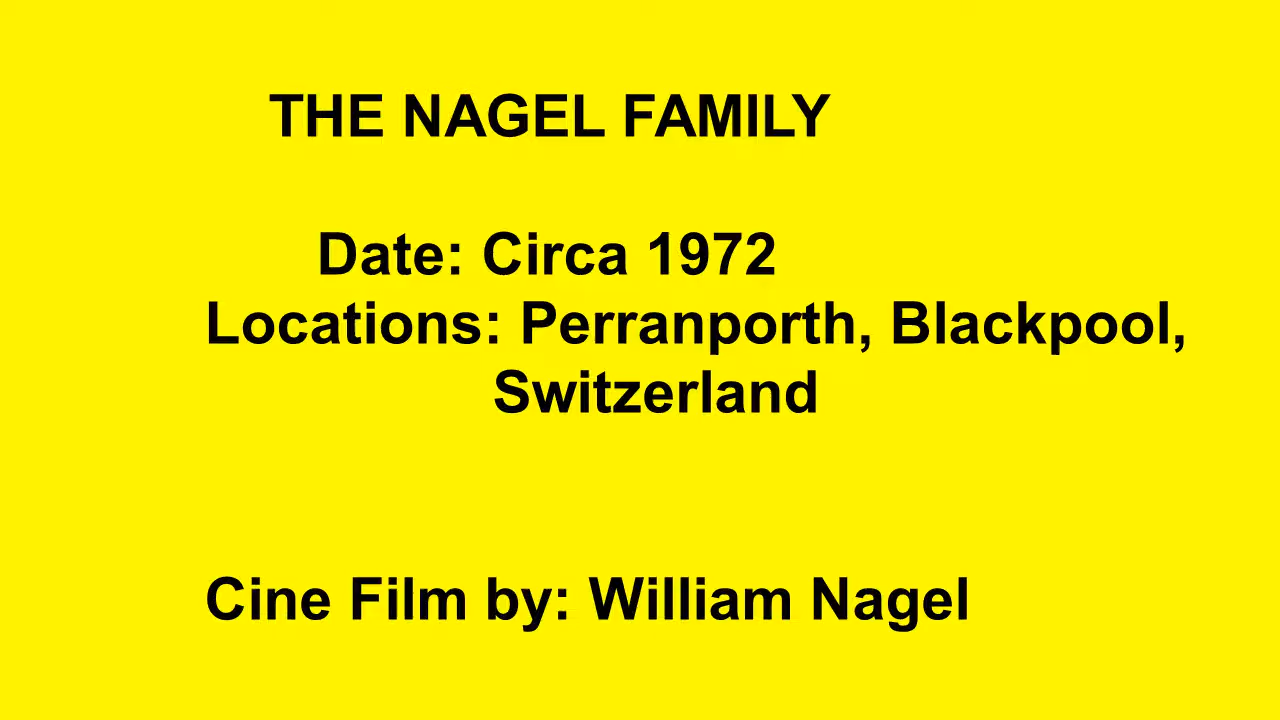 THE NAGEL FAMILY
Date: Circa 1972
Locations: Perranporth, Blackpool,
Switzerland
Cine Film by: William Nagel